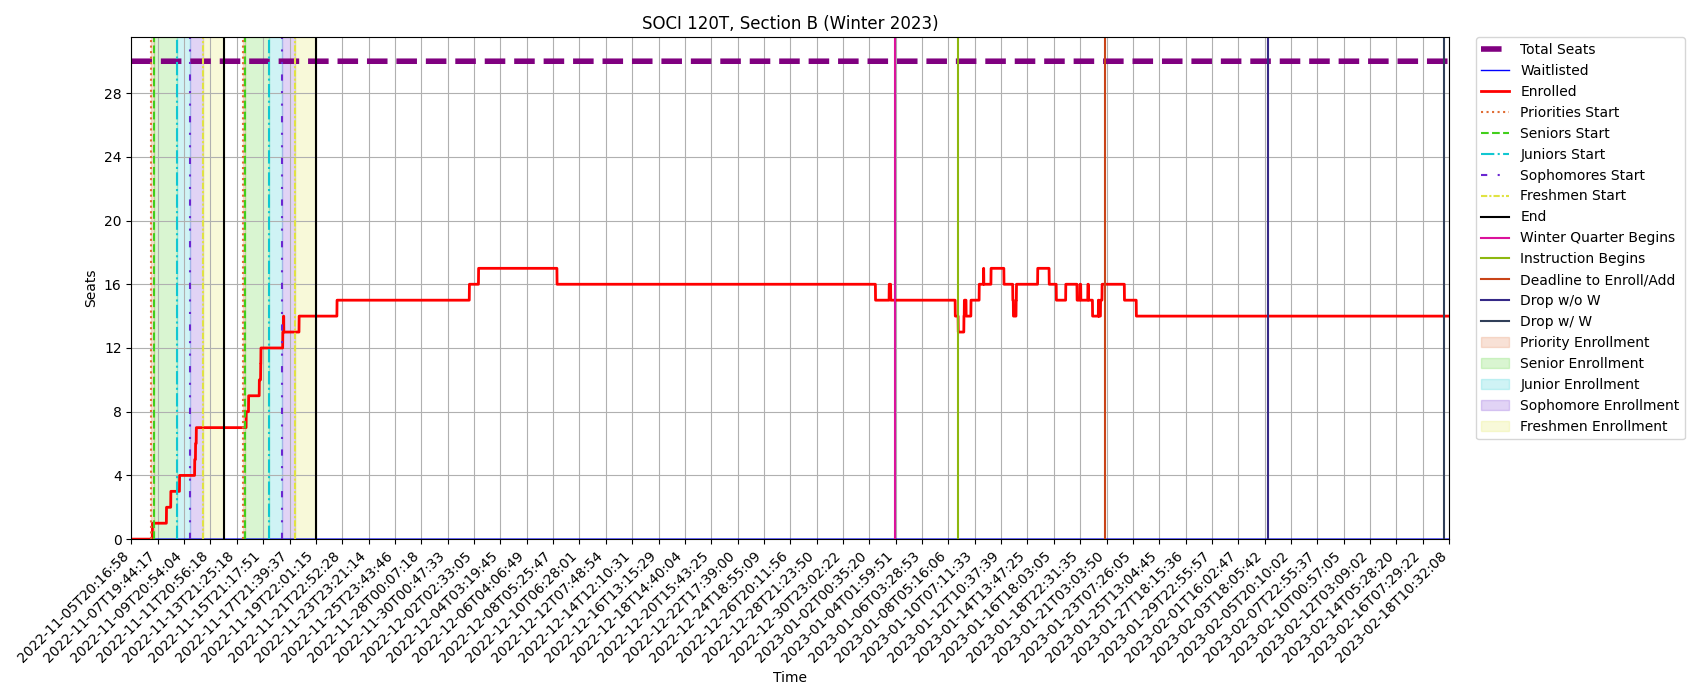 SOCI 120T, Section B (Winter 2023)
Seats
28
24
20
16
12
8
4
0
2022-11-05T20:16:58
2022-11-07T19:44:17
2022-11-09T20:54:04
2022-11-11T20:56:18
2022-11-13T21:25:18
2022-11-15T21:17:51
2022-11-17T21:39:37
2022-11-19T22:01:15
2022-11-21T22:52:28
2022-11-23T23:21:14
2022-11-25T23:43:46
2022-11-28T00:07:18
2022-11-30T00:47:33
2022-12-02T02:33:05
2022-12-04T03:19:45
2022-12-06T04:06:49
2022-12-08T05:25:47
2022-12-10T06:28:01
2022-12-12T07:48:54
2022-12-14T12:10:31
2022-12-16T13:15:29
2022-12-18T14:40:04
2022-12-20T15:43:25
2022-12-22T17:39:00
2022-12-24T18:55:09
2022-12-26T20:11:56
2022-12-28T21:23:50
2022-12-30T23:02:22
2023-01-02T00:35:20
2023-01-04T01:59:51
2023-01-06T03:28:53
2023-01-08T05:16:06
2023-01-10T07:11:33
2023-01-12T10:37:39
2023-01-14T13:47:25
2023-01-16T18:03:05
2023-01-18T22:31:35
2023-01-21T03:03:50
2023-01-23T07:26:05
2023-01-25T13:04:45
2023-01-27T18:15:36
2023-01-29T22:55:57
2023-02-01T16:02:47
2023-02-03T18:05:42
2023-02-05T20:10:02
2023-02-07T22:55:37
2023-02-10T00:57:05
2023-02-12T03:09:02
2023-02-14T05:28:20
2023-02-16T07:29:22
2023-02-18T10:32:08
Time
Total Seats
Waitlisted
Enrolled
Priorities Start
Seniors Start
Juniors Start
Sophomores Start
Freshmen Start
End
Winter Quarter Begins
Instruction Begins
Deadline to Enroll/Add
Drop w/o W
Drop w/ W
Priority Enrollment
Senior Enrollment
Junior Enrollment
Sophomore Enrollment
Freshmen Enrollment